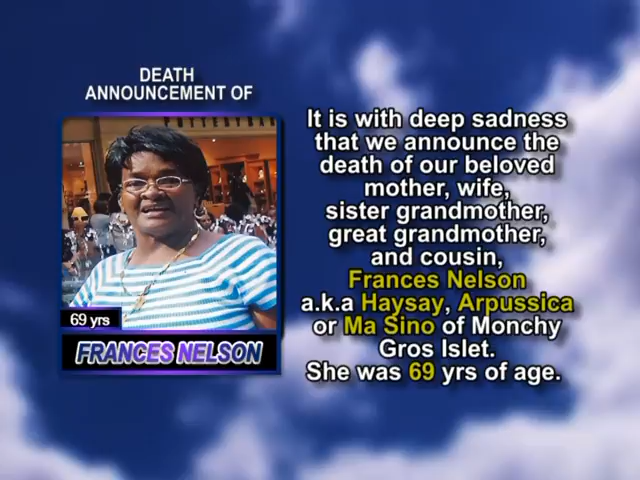 DEATH
ANNOUNCEMENT OF
POTTERY BAR
69 yrs
FRANCES NELSON
It is with deep sadness
that we announce the
death of our beloved
mother, wife,
sister grandmother,
great grandmother,
and cousin,
Frances Nelson
a.k.a Haysay, Arpussica
or Ma Sino of Monchy
Gros Islet.
She was 69 yrs of age.